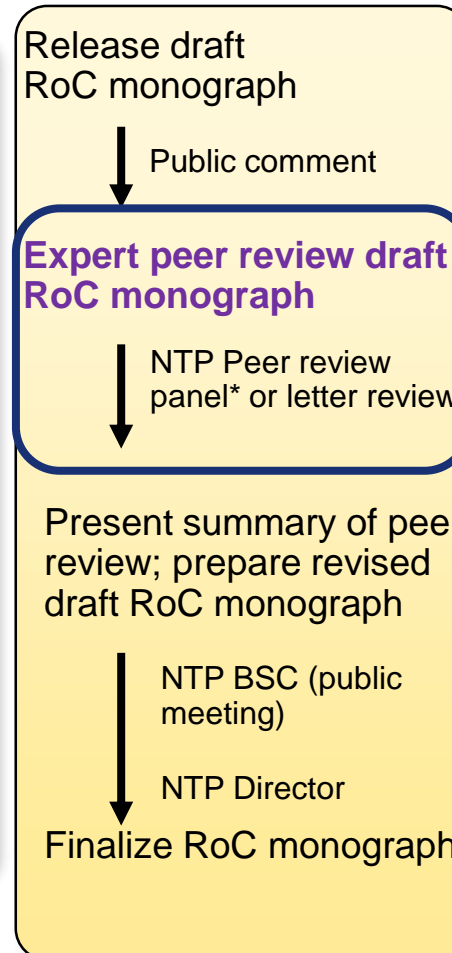 Release draft
RoC monograph
Public comment
Expert peer review draft
RoC monograph
NTP Peer review
panel* or letter review
Present summary of pee
review; prepare revised
draft RoC monograph
NTP BSC (public
meeting)
NTP Director
Finalize RoC monograph